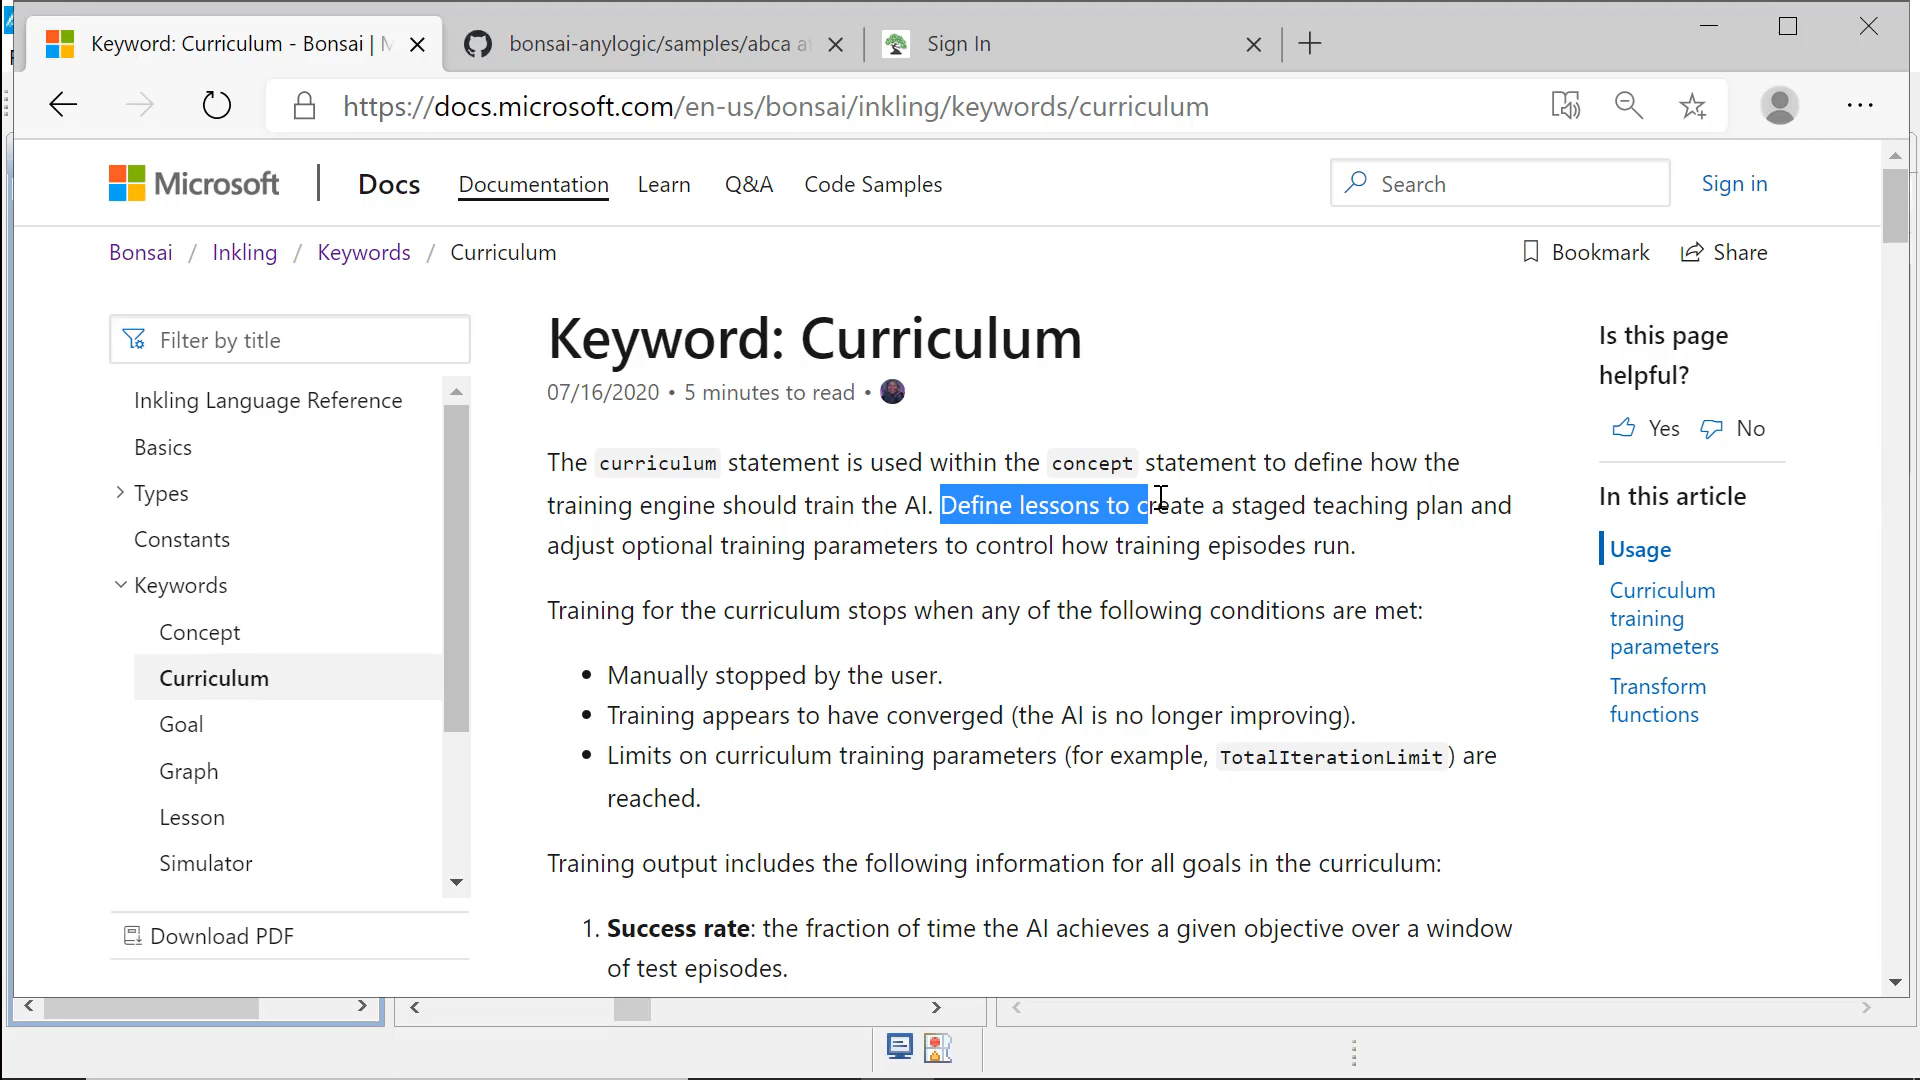 Keyword: Curriculum - Bonsai | M
bonsai-anylogic/samples/abca a
Sign In
https://docs.microsoft.com/en-us/bonsai/inkling/keywords/curriculum
Microsoft
Docs
Documentation
Learn
Q&A
Code Samples
Search
Sign in
Bonsai / Inkling / Keywords / Curriculum
Bookmark
Share
Filter by title
Inkling Language Reference
Basics
Types
Constants
Keywords
Concept
Curriculum
Goal
Graph
Lesson
Simulator
Download PDF
Keyword: Curriculum
07/16/2020 • 5 minutes to read •
The curriculum statement is used within the concept statement to define how the
training engine should train the AI. Define lessons to create a staged teaching plan and
adjust optional training parameters to control how training episodes run.
Training for the curriculum stops when any of the following conditions are met:
• Manually stopped by the user.
• Training appears to have converged (the AI is no longer improving).
• Limits on curriculum training parameters (for example, TotalIterationLimit) are
reached.
Training output includes the following information for all goals in the curriculum:
1. Success rate: the fraction of time the AI achieves a given objective over a window
of test episodes.
Is this page
helpful?
Yes
No
In this article
Usage
Curriculum
training
parameters
Transform
functions